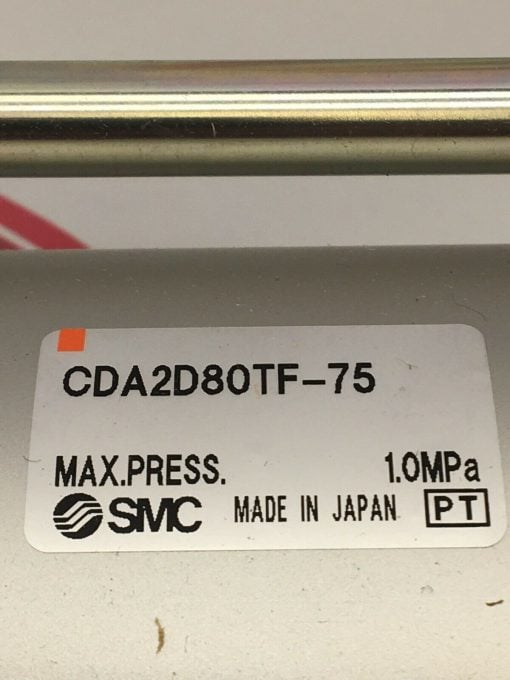 CDA2D80TF-75
MAX.PRESS. 1.0MPa
SMC MADE IN JAPAN PT